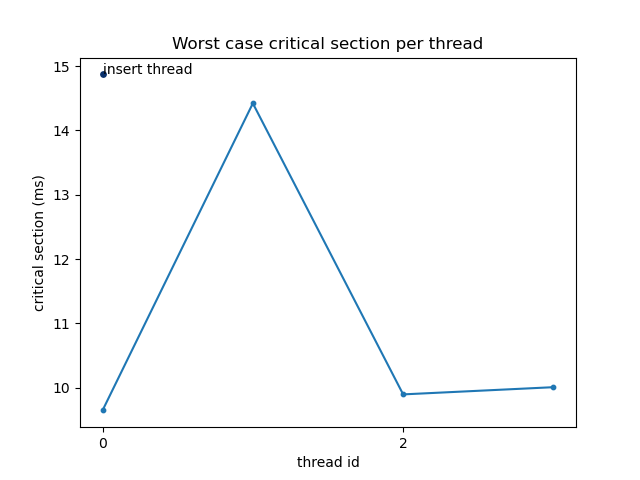 Worst case critical section per thread
15
insert thread
14
13
12
11
10
critical section (ms)
0
2
thread id